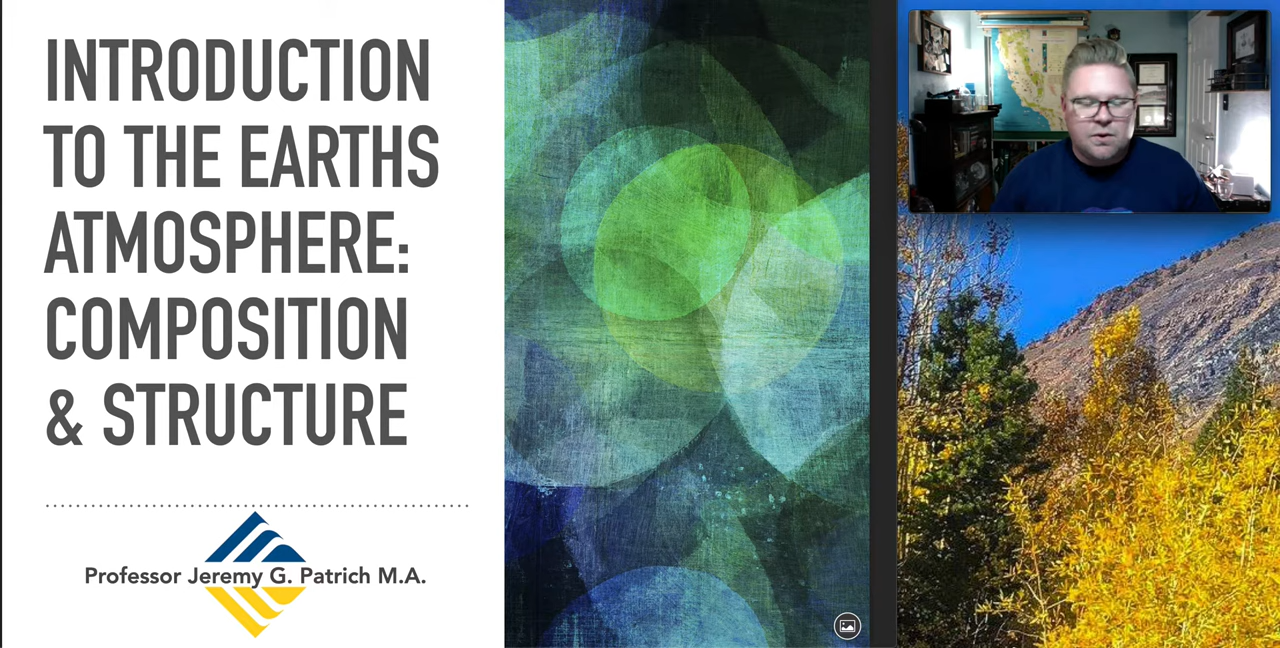 INTRODUCTION
TO THE EARTHS
ATMOSPHERE:
COMPOSITION
& STRUCTURE
Professor Jeremy G. Patrich M.A.